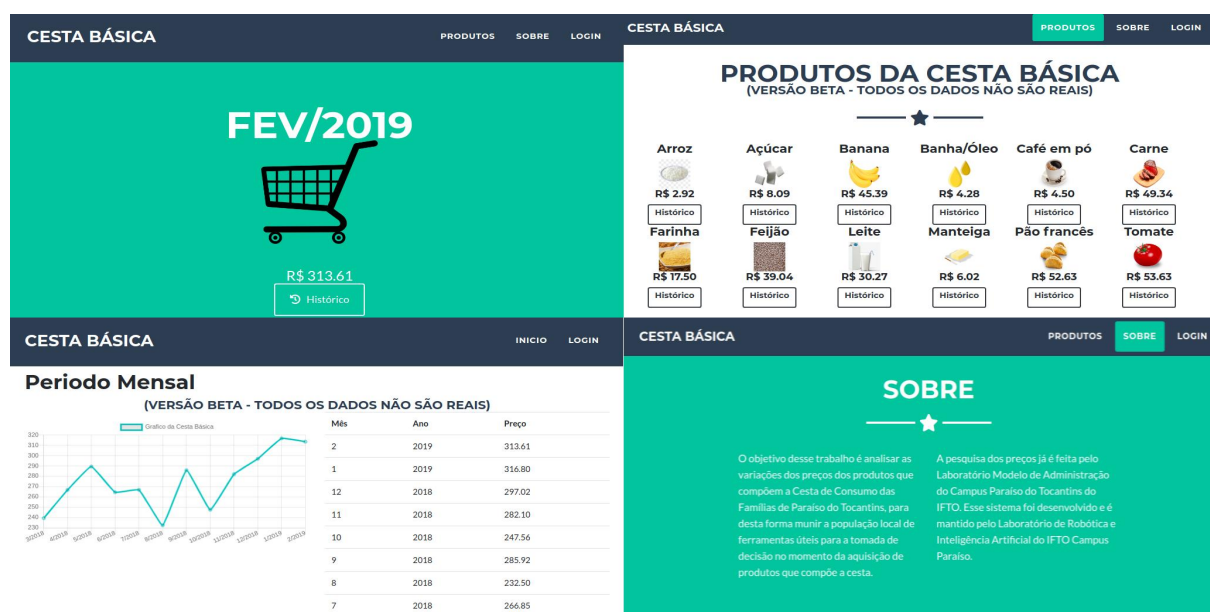 CESTA BÁSICA
PRODUTOS SOBRE LOGIN
FEV/2019
R$ 313.61
Histórico
CESTA BÁSICA
PRODUTOS SOBRE LOGIN
PRODUTOS DA CESTA BÁSICA
(VERSÃO BETA - TODOS OS DADOS NÃO SÃO REAIS)
Arroz Açúcar Banana Banha/Óleo Café em pó Carne
R$ 2.92 R$ 8.09 R$ 45.39 R$ 4.28 R$ 4.50 R$ 49.34
Histórico Histórico Histórico Histórico Histórico Histórico
Farinha Feijão Leite Manteiga Pão francês Tomate
R$ 17.50 R$ 39.04 R$ 30.27 R$ 6.02 R$ 52.63 R$ 53.63
Histórico Histórico Histórico Histórico Histórico Histórico
CESTA BÁSICA
INICIO LOGIN
Periodo Mensal
(VERSÃO BETA - TODOS OS DADOS NÃO SÃO REAIS)
Grafico da Cesta Básica
320
310
300
290
280
270
260
250
240
230
3/2018 4/2018 5/2018 6/2018 7/2018 8/2018 9/2018 10/2018 11/2018 12/2018 1/2019 2/2019
Mês Ano Preço
2 2019 313.61
1 2019 316.80
12 2018 297.02
11 2018 282.10
10 2018 247.56
9 2018 285.92
8 2018 232.50
7 2018 266.85
CESTA BÁSICA
PRODUTOS SOBRE LOGIN
SOBRE
O objetivo desse trabalho é analisar as
variações dos preços dos produtos que
compõem a Cesta de Consumo das
Famílias de Paraíso do Tocantins, para
desta forma munir a população local de
ferramentas úteis para a tomada de
decisão no momento da aquisição de
produtos que compõe a cesta.
A pesquisa dos preços já é feita pelo
Laboratório Modelo de Administração
do Campus Paraíso do Tocantins do
IFTO. Esse sistema foi desenvolvido e é
mantido pelo Laboratório de Robótica e
Inteligência Artificial do IFTO Campus
Paraíso.